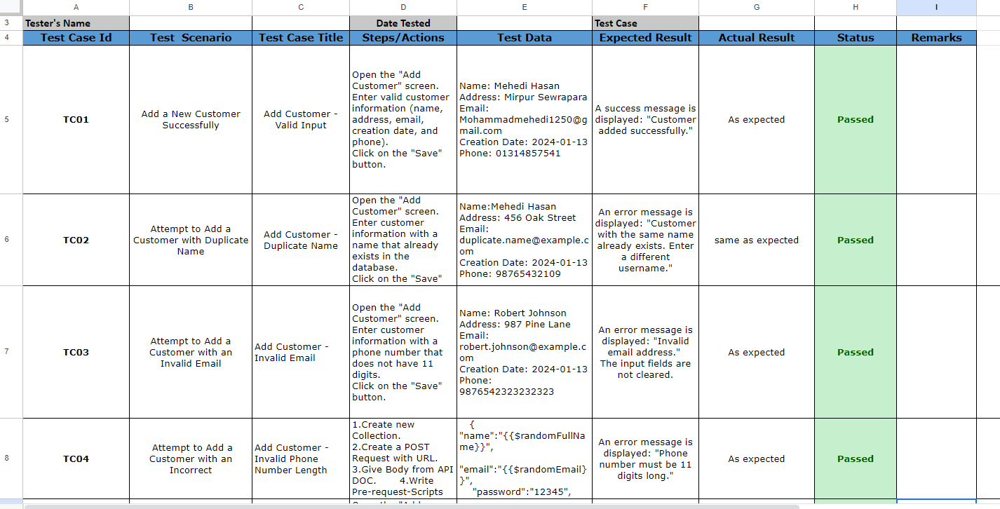 A B C D E F G H I
3 Tester's Name Date Tested Test Case
4 Test Case Id Test Scenario Test Case Title Steps/Actions Test Data Expected Result Actual Result Status Remarks
5
TC01
Add a New Customer
Successfully
Add Customer -
Valid Input
Open the "Add
Customer" screen.
Enter valid customer
information (name,
address, email,
creation date, and
phone).
Click on the "Save"
button.
Name: Mehedi Hasan
Address: Mirpur Sewrapara
Email:
Mohammadmehedi1250@g
mail.com
Creation Date: 2024-01-13
Phone: 01314857541
A success message is
displayed: "Customer
added successfully."
As expected
Passed
6
TC02
Attempt to Add a
Customer with Duplicate
Name
Add Customer -
Duplicate Name
Open the "Add
Customer" screen.
Enter customer
information with a
name that already
exists in the
database.
Click on the "Save"
Name:Mehedi Hasan
Address: 456 Oak Street
Email:
duplicate.name@example.c
om
Creation Date: 2024-01-13
Phone: 98765432109
An error message is
displayed: "Customer
with the same name
already exists. Enter
a different
username."
same as expected
Passed
7
TC03
Attempt to Add a
Customer with an
Invalid Email
Add Customer -
Invalid Email
Open the "Add
Customer" screen.
Enter customer
information with a
phone number that
does not have 11
digits.
Click on the "Save"
button.
Name: Robert Johnson
Address: 987 Pine Lane
Email:
robert.johnson@example.c
om
Creation Date: 2024-01-13
Phone:
9876542323232323
An error message is
displayed: "Invalid
email address."
The input fields are
not cleared.
As expected
Passed
8
TC04
Attempt to Add a
Customer with an
Incorrect
Add Customer -
Invalid Phone
Number Length
1.Create new
Collection.
2.Create a POST
Request with URL.
3.Give Body from API
DOC. 4.Write
Pre-request-Scripts
{
"name":"{{$randomFullNa
me}}",
"email":"{{$randomEmail}
}",
"password":"12345",
An error message is
displayed: "Phone
number must be 11
digits long."
As expected
Passed